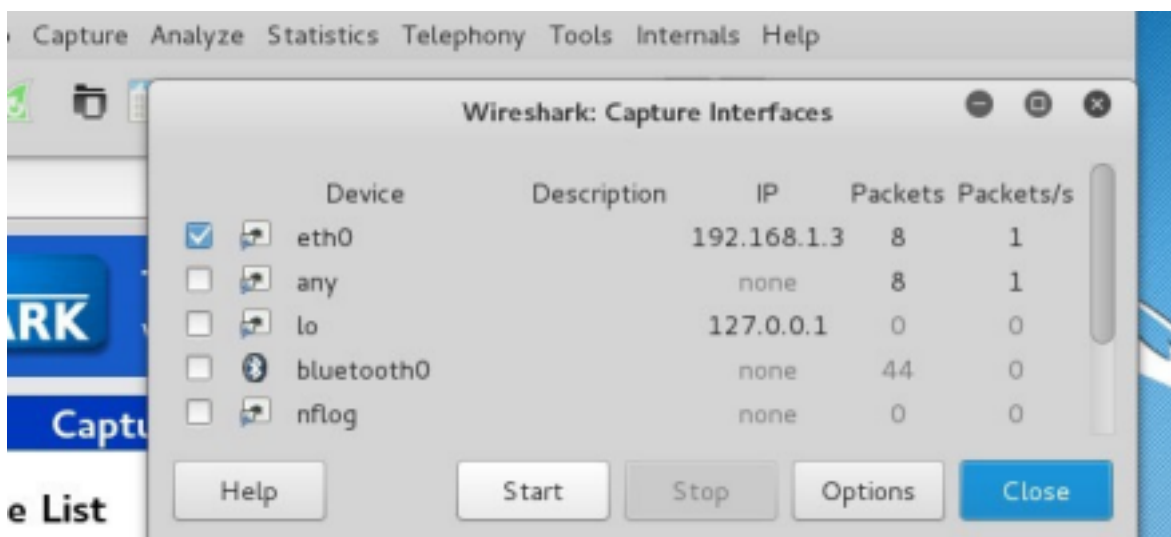 Capture Analyze Statistics Telephony Tools Internals Help
Wireshark: Capture Interfaces
Device Description IP Packets Packets/s
eth0 192.168.1.3 8 1
any none 8 1
lo 127.0.0.1 0 0
bluetooth0 none 44 0
nflog none 0 0
ARK
Captu
e List
Help Start Stop Options Close